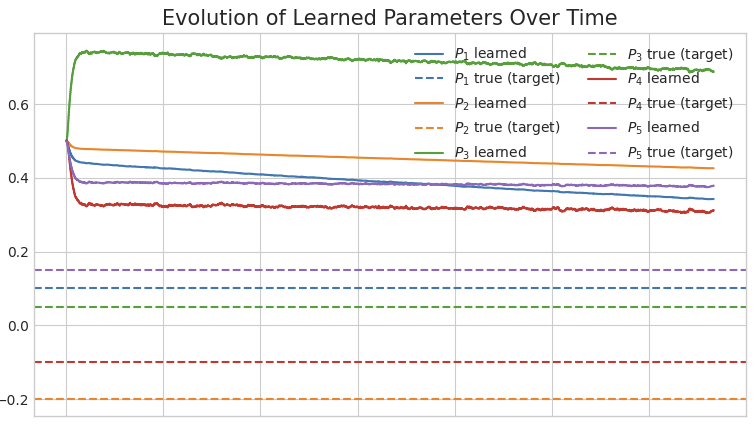 Evolution of Learned Parameters Over Time
P₁ learned
P₁ true (target)
P₂ learned
P₂ true (target)
P₃ learned
P₃ true (target)
P₄ learned
P₄ true (target)
P₅ learned
P₅ true (target)
0.6
0.4
0.2
0.0
−0.2